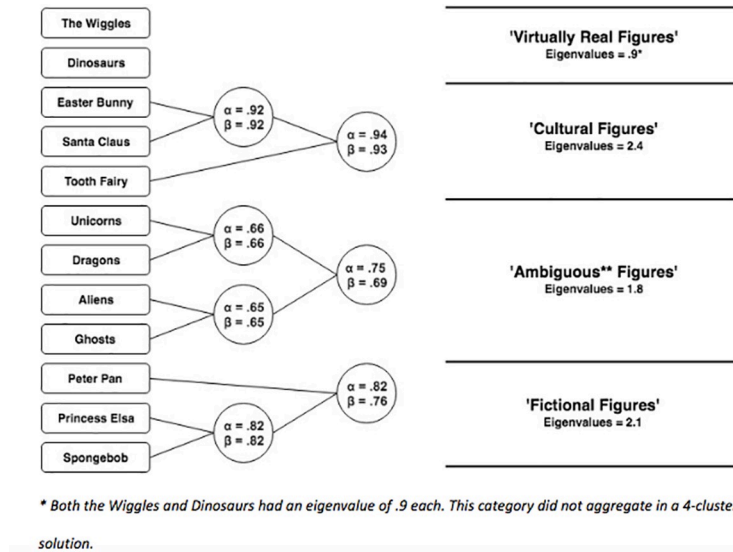 The Wiggles
Dinosaurs
Easter Bunny
Santa Claus
Tooth Fairy
Unicorns
Dragons
Aliens
Ghosts
Peter Pan
Princess Elsa
Spongebob
α = .92
β = .92
α = .94
β = .93
α = .66
β = .66
α = .75
β = .69
α = .65
β = .65
α = .82
β = .76
α = .82
β = .82
'Virtually Real Figures'
Eigenvalues = .9*
'Cultural Figures'
Eigenvalues = 2.4
'Ambiguous** Figures'
Eigenvalues = 1.8
'Fictional Figures'
Eigenvalues = 2.1
* Both the Wiggles and Dinosaurs had an eigenvalue of .9 each. This category did not aggregate in a 4-cluste
solution.